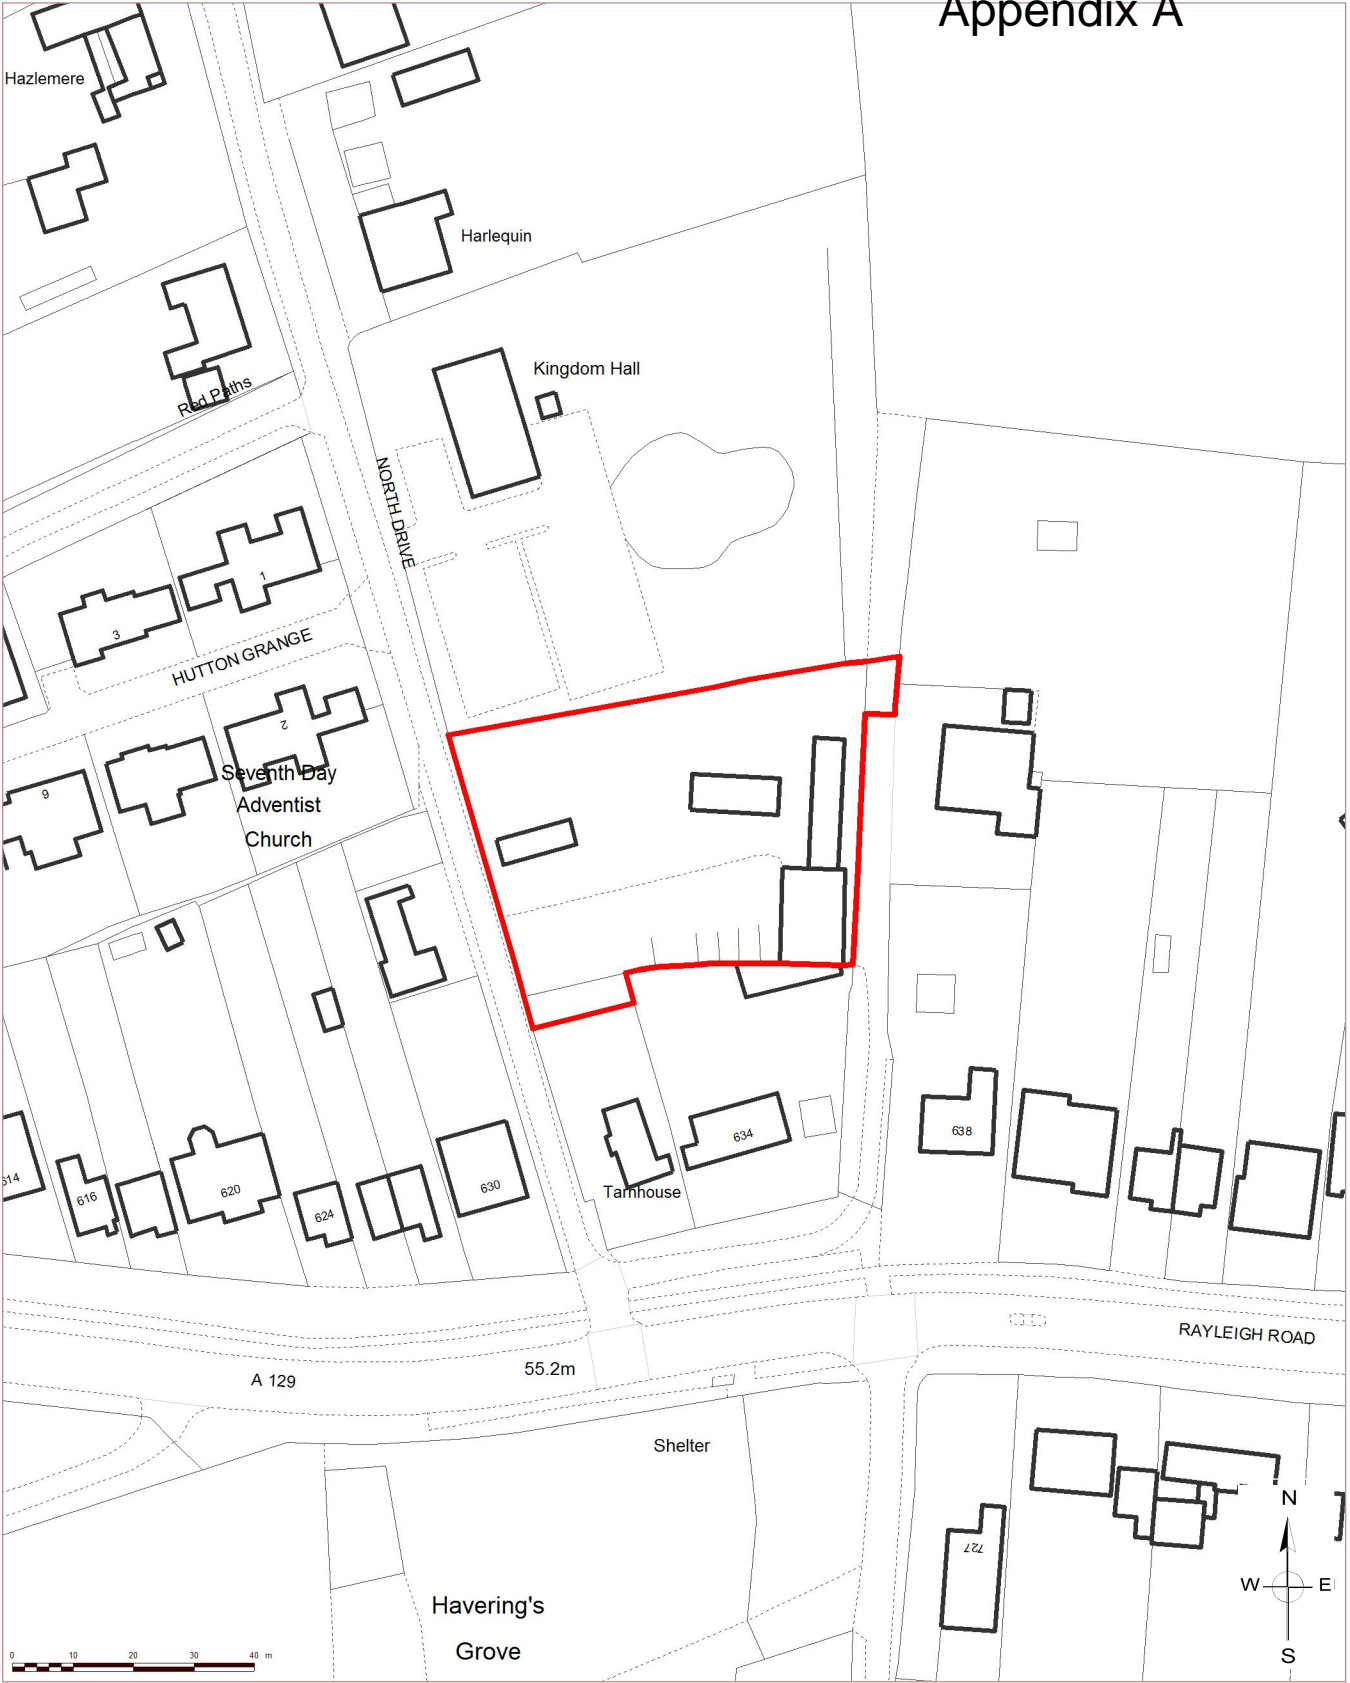 Appendix A
Hazlemere
Harlequin
Kingdom Hall
Red Paths
NORTH DRIVE
1
3
HUTTON GRANGE
2
Seventh Day
Adventist
Church
9
638
634
630
Tarnhouse
620
624
616
614
RAYLEIGH ROAD
55.2m
A 129
Shelter
727
N
W E
S
Havering's
Grove
0 10 20 30 40 m